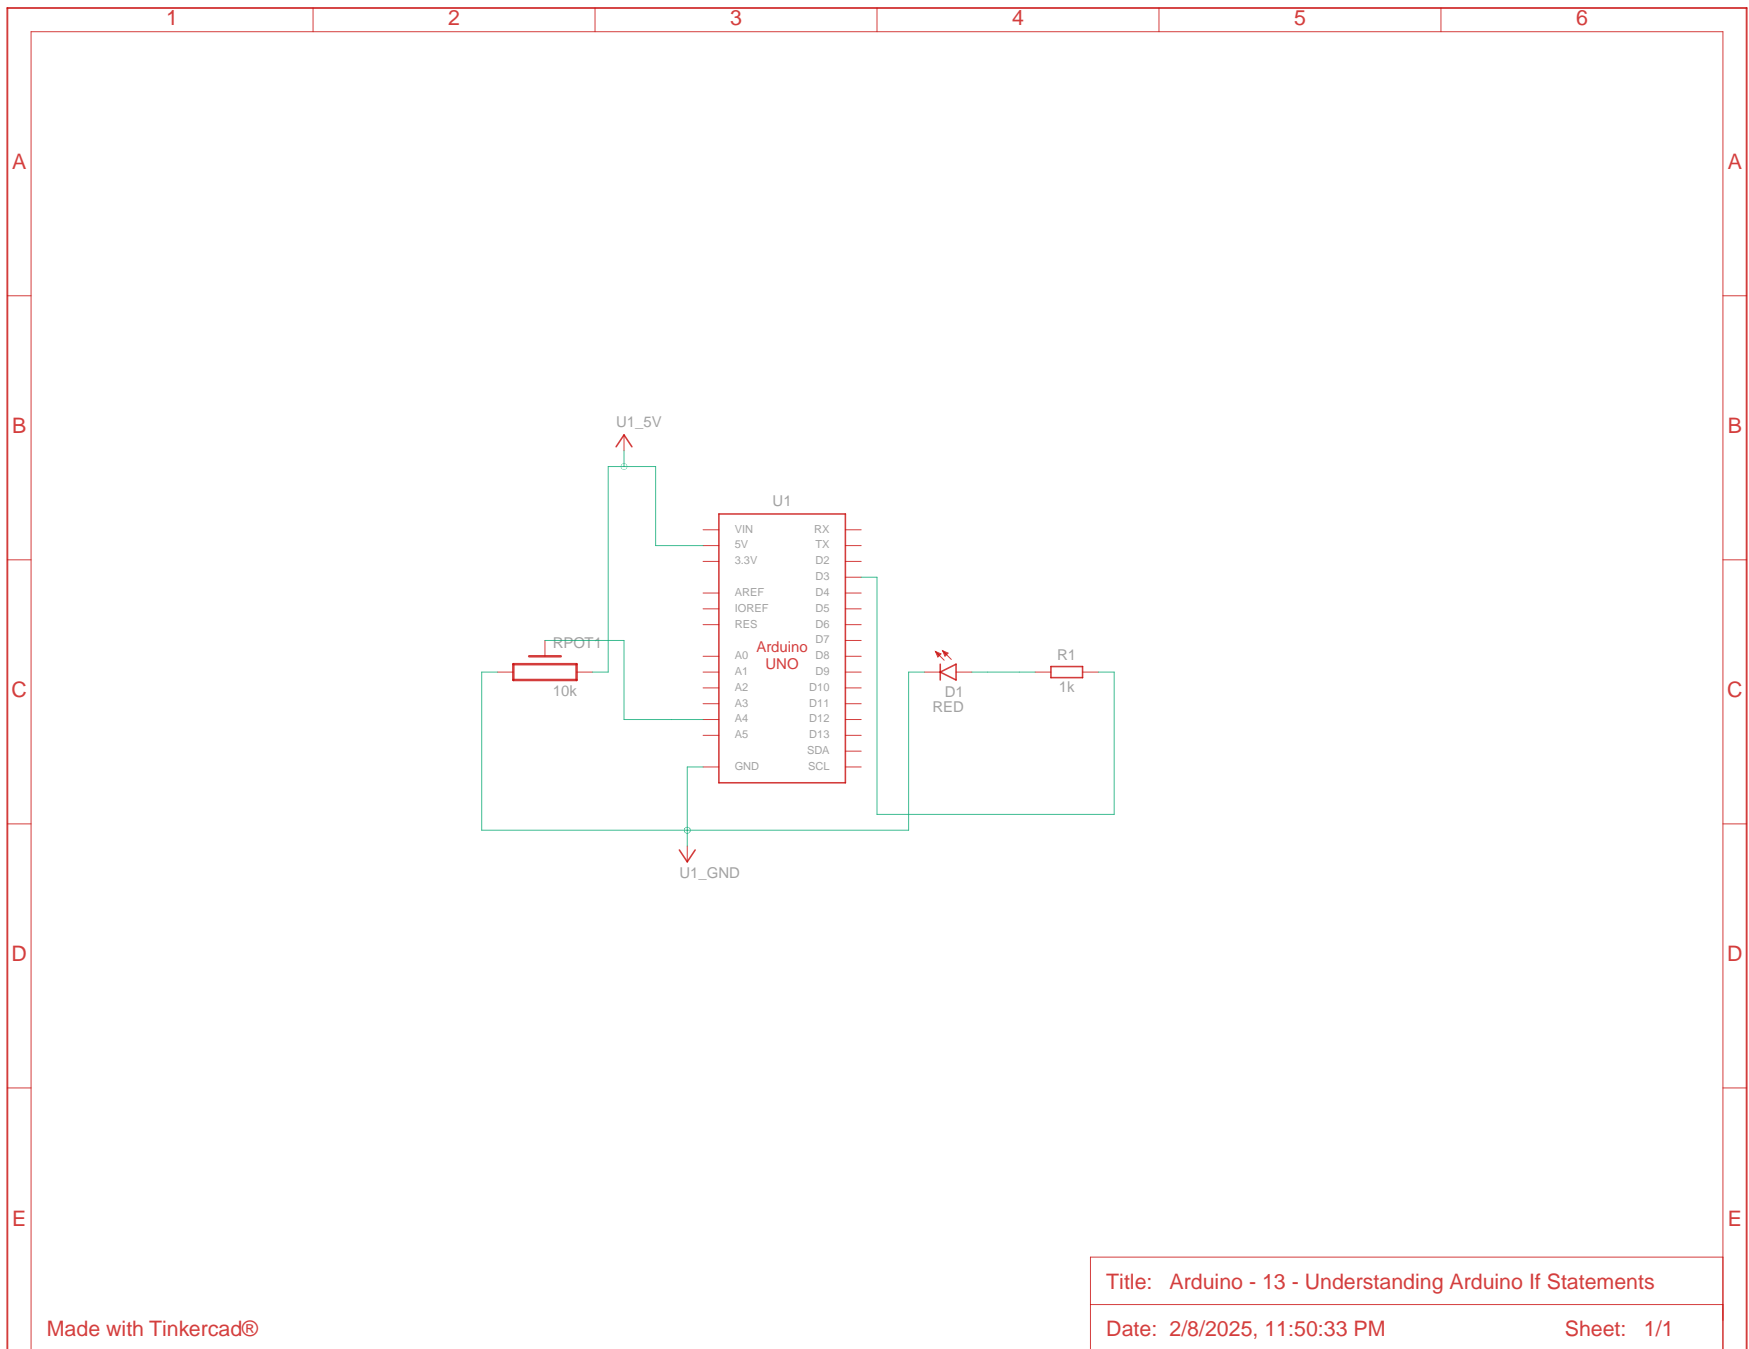 1 2 3 4 5 6
A A
B B
U1_5V
U1
VIN RX
5V TX
3.3V D2
D3
AREF D4
IOREF D5
RES D6
RPOT1 D7
Arduino
A0 D8
UNO
A1 D9
10k
A2 D10
A3 D11
A4 D12
A5 D13
SDA
GND SCL
R1
1k
D1
RED
C C
U1_GND
D D
E E
Title: Arduino - 13 - Understanding Arduino If Statements
Made with Tinkercad®
Date: 2/8/2025, 11:50:33 PM Sheet: 1/1